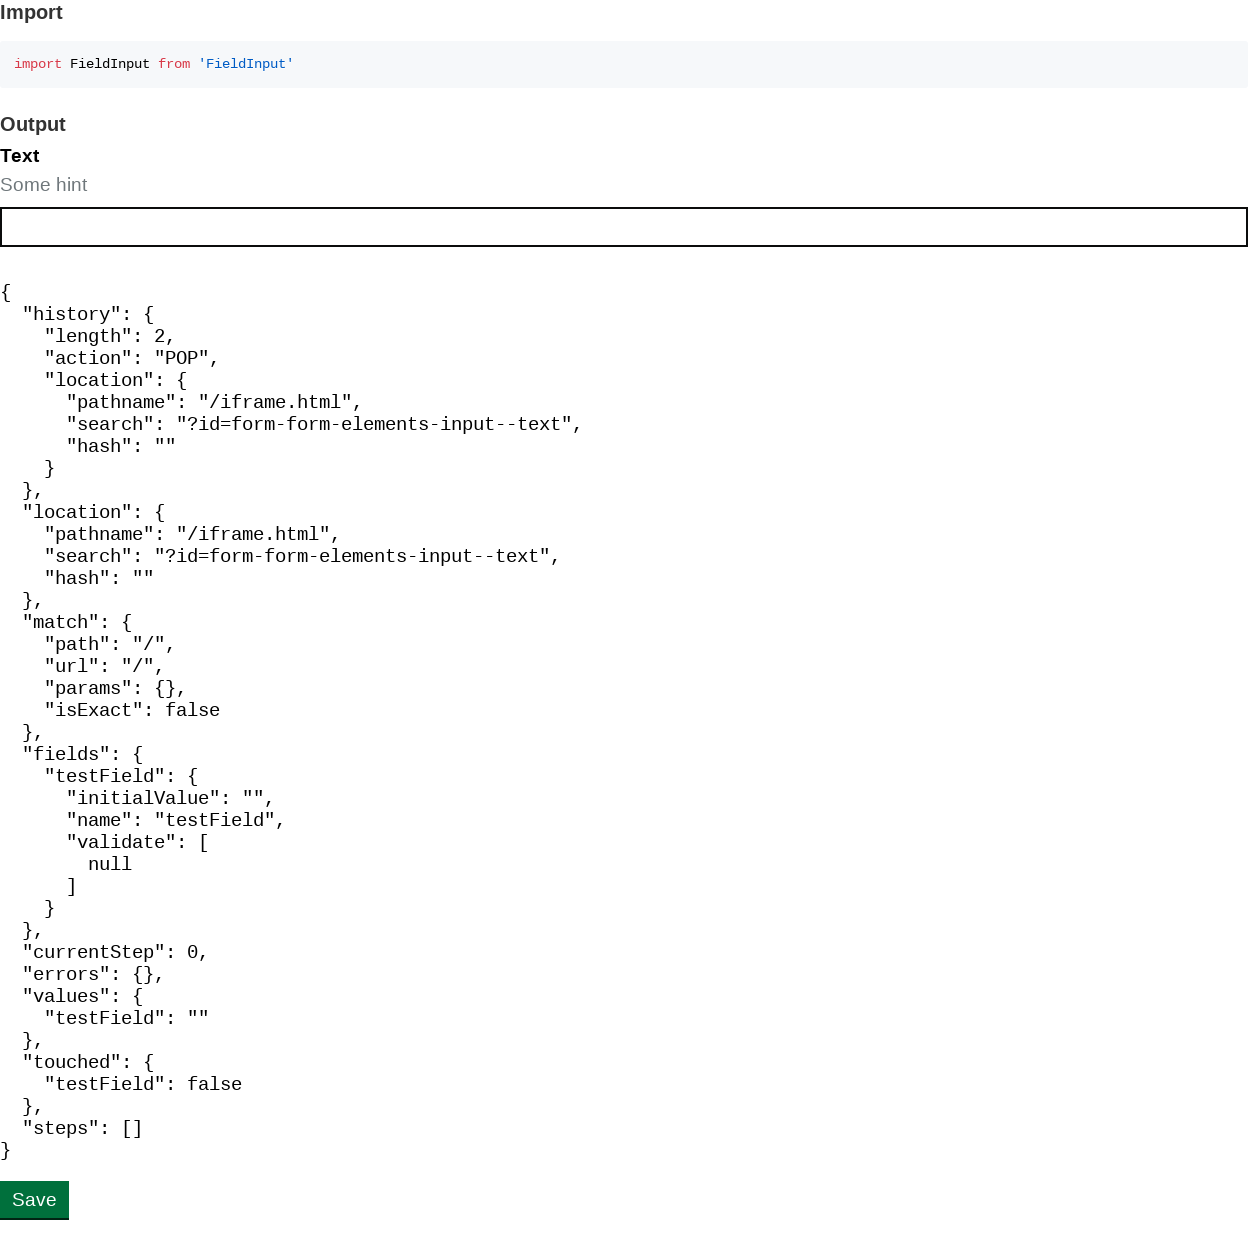 Import
import FieldInput from 'FieldInput'
Output
Text
Some hint
{
  "history": {
    "length": 2,
    "action": "POP",
    "location": {
      "pathname": "/iframe.html",
      "search": "?id=form-form-elements-input--text",
      "hash": ""
    }
  },
  "location": {
    "pathname": "/iframe.html",
    "search": "?id=form-form-elements-input--text",
    "hash": ""
  },
  "match": {
    "path": "/",
    "url": "/",
    "params": {},
    "isExact": false
  },
  "fields": {
    "testField": {
      "initialValue": "",
      "name": "testField",
      "validate": [
        null
      ]
    }
  },
  "currentStep": 0,
  "errors": {},
  "values": {
    "testField": ""
  },
  "touched": {
    "testField": false
  },
  "steps": []
}
Save